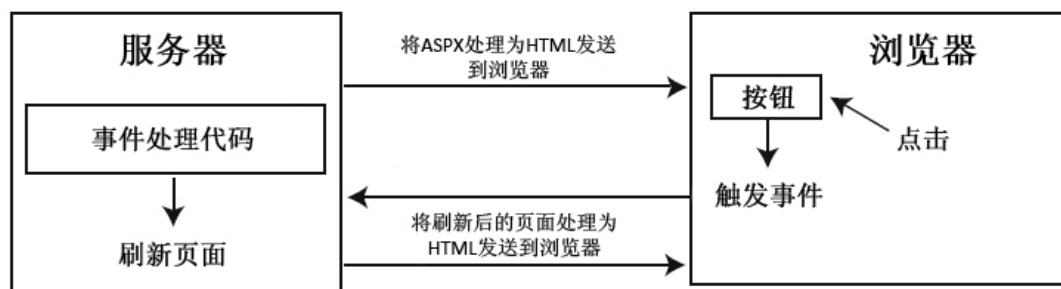 服务器
事件处理代码
刷新页面
将ASPX处理为HTML发送
到浏览器
将刷新后的页面处理为
HTML发送到浏览器
浏览器
按钮
点击
触发事件